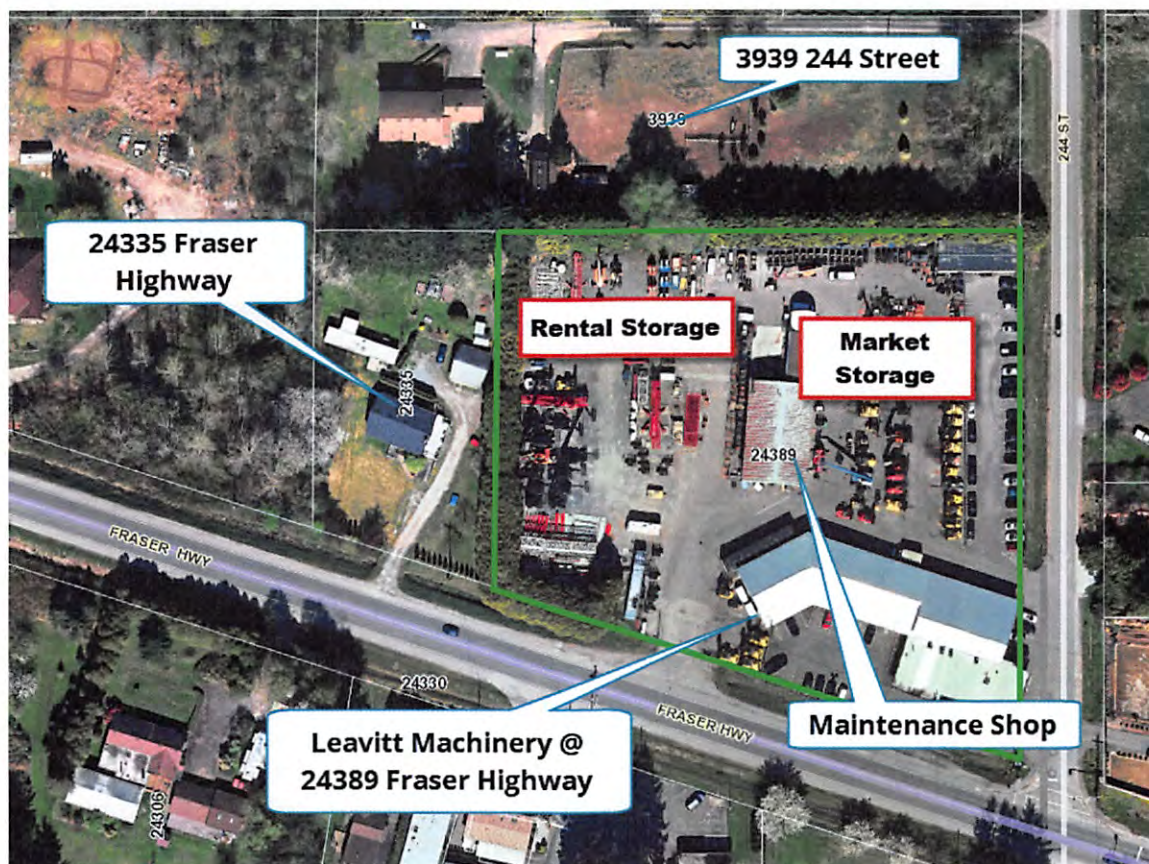 3939 244 Street
3939
244 ST
24335 Fraser
Highway
Rental Storage
Market
Storage
24335
24389
FRASER HWY
24330
FRASER HWY
Leavitt Machinery @
24389 Fraser Highway
Maintenance Shop
24306